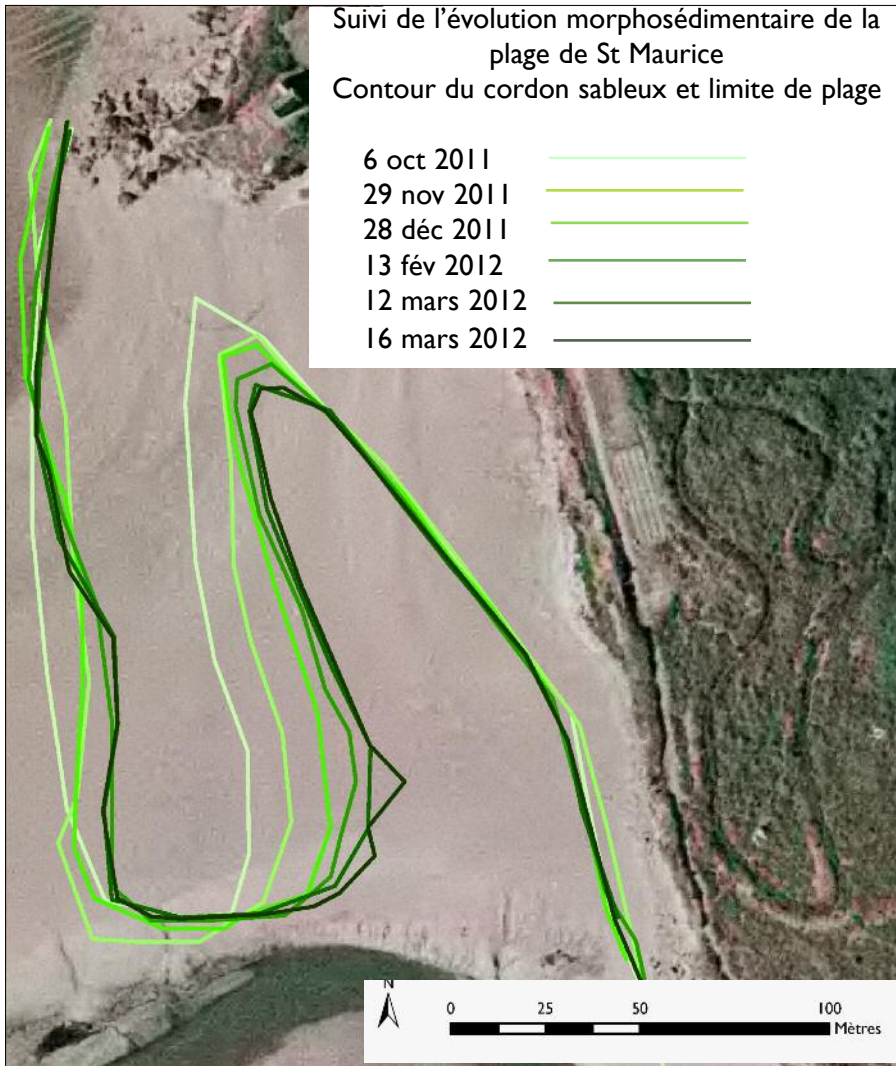 Suivi de l'évolution morphosédimentaire de la
plage de St Maurice
Contour du cordon sableux et limite de plage
6 oct 2011
29 nov 2011
28 déc 2011
13 fév 2012
12 mars 2012
16 mars 2012
N
0 25 50 100
Mètres